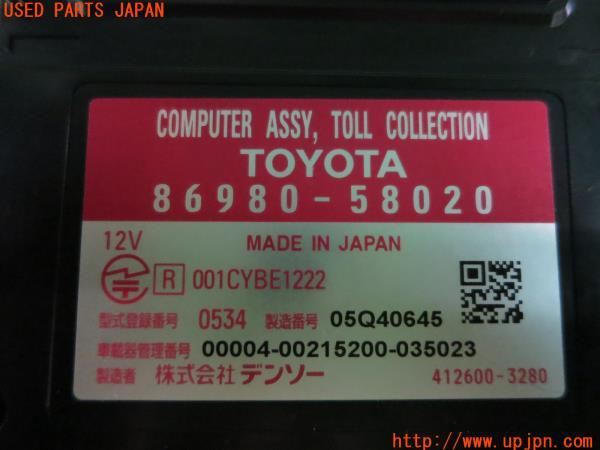 USED PARTS JAPAN
COMPUTER ASSY, TOLL COLLECTION
TOYOTA
86980-58020
12V MADE IN JAPAN
R 001CYBE1222
型式登録番号 0534 製造番号 05Q40645
車載器管理番号 00004-00215200-035023
製造者 株式会社デンソー 412600-3280
http://www.upjpn.com/